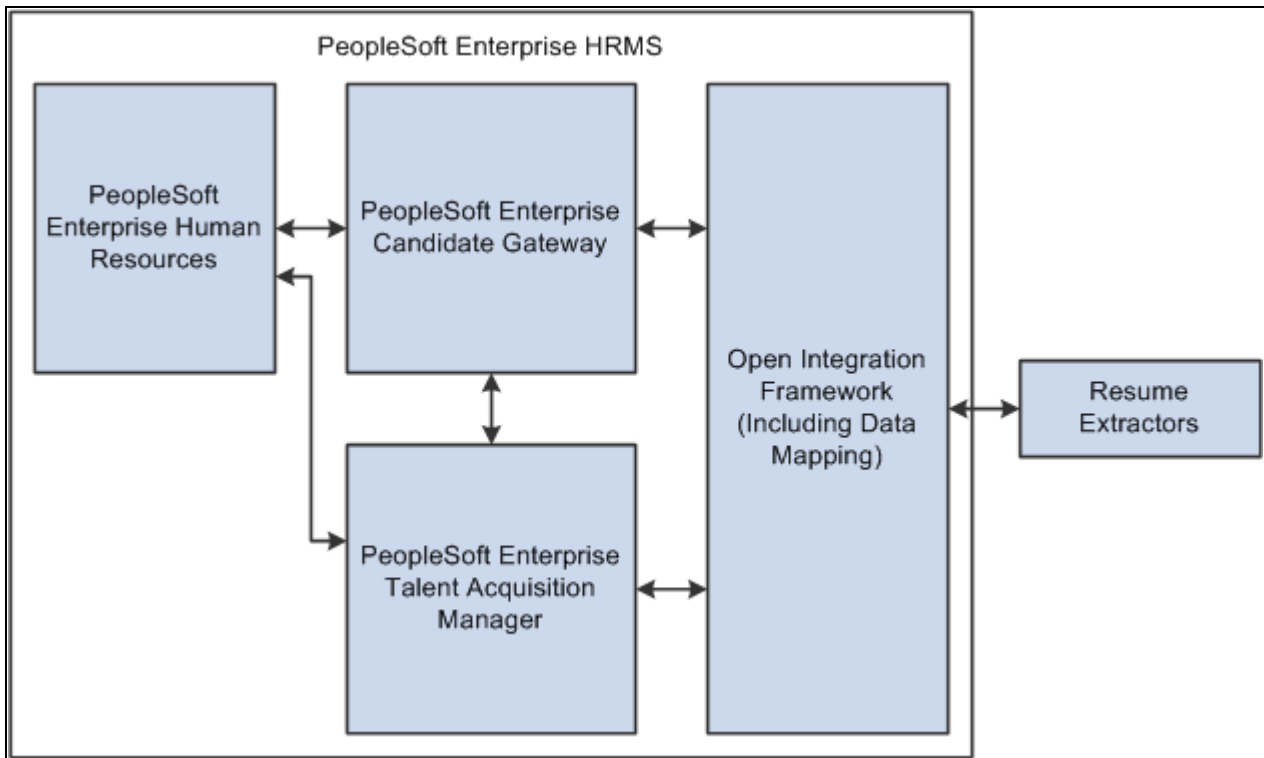 PeopleSoft Enterprise HRMS
PeopleSoft
Enterprise Human
Resources
PeopleSoft Enterprise
Candidate Gateway
Open Integration
Framework
(Including Data
Mapping)
Resume
Extractors
PeopleSoft Enterprise
Talent Acquisition
Manager